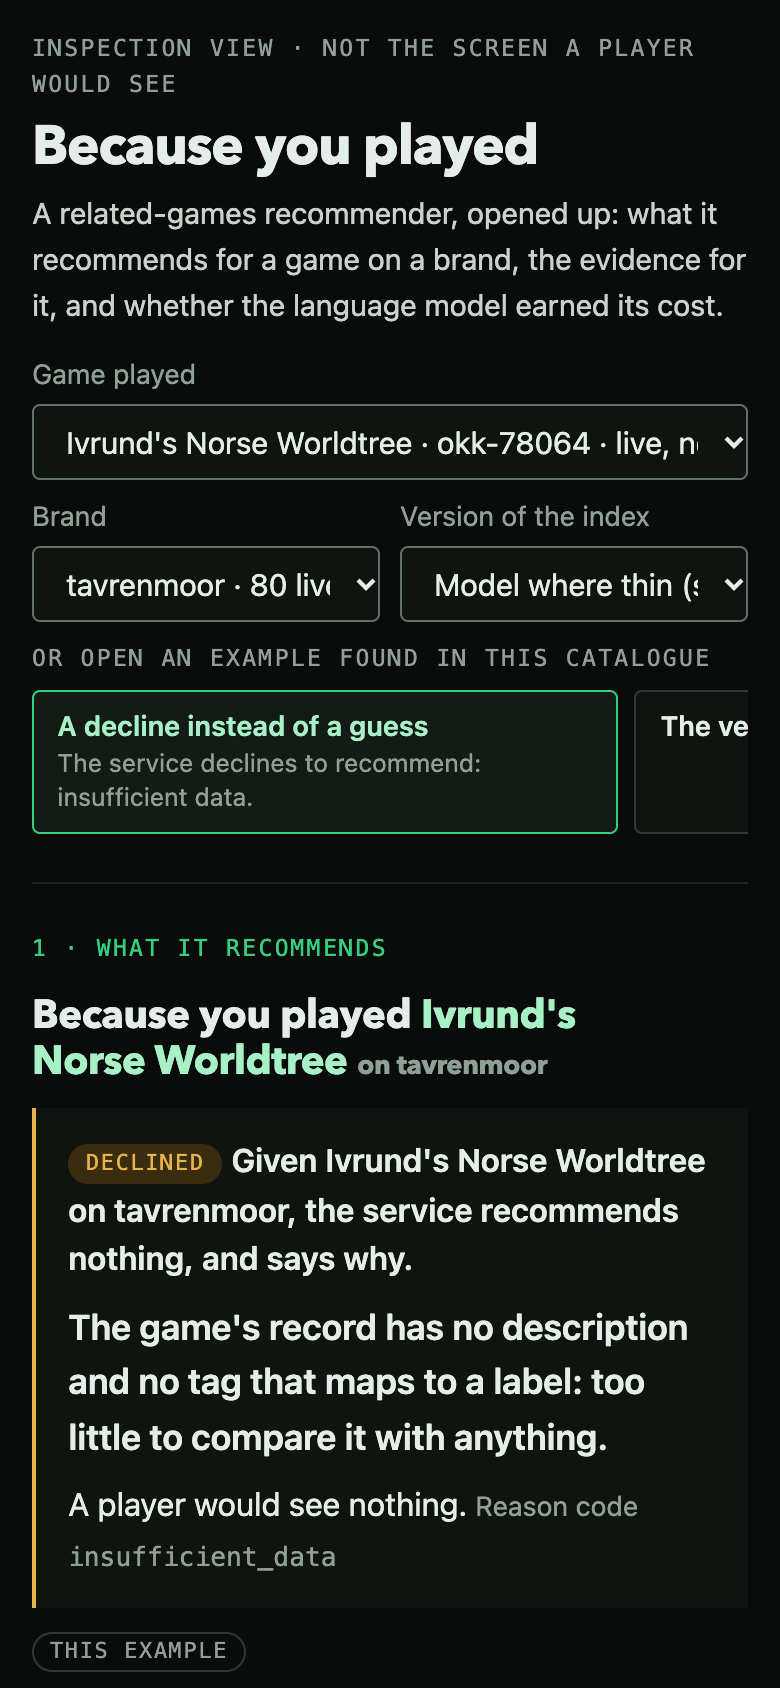 INSPECTION VIEW · NOT THE SCREEN A PLAYER
WOULD SEE
Because you played
A related-games recommender, opened up: what it
recommends for a game on a brand, the evidence for
it, and whether the language model earned its cost.
Game played
Ivrund's Norse Worldtree · okk-78064 · live,
Brand
Version of the index
tavrenmoor · 80
Model where thin
OR OPEN AN EXAMPLE FOUND IN THIS CATALOGUE
A decline instead of a guess
The service declines to recommend:
insufficient data.
The
1 · WHAT IT RECOMMENDS
Because you played Ivrund's
Norse Worldtree on tavrenmoor
DECLINED Given Ivrund's Norse Worldtree
on tavrenmoor, the service recommends
nothing, and says why.
The game's record has no description
and no tag that maps to a label: too
little to compare it with anything.
A player would see nothing. Reason code
insufficient_data
THIS EXAMPLE